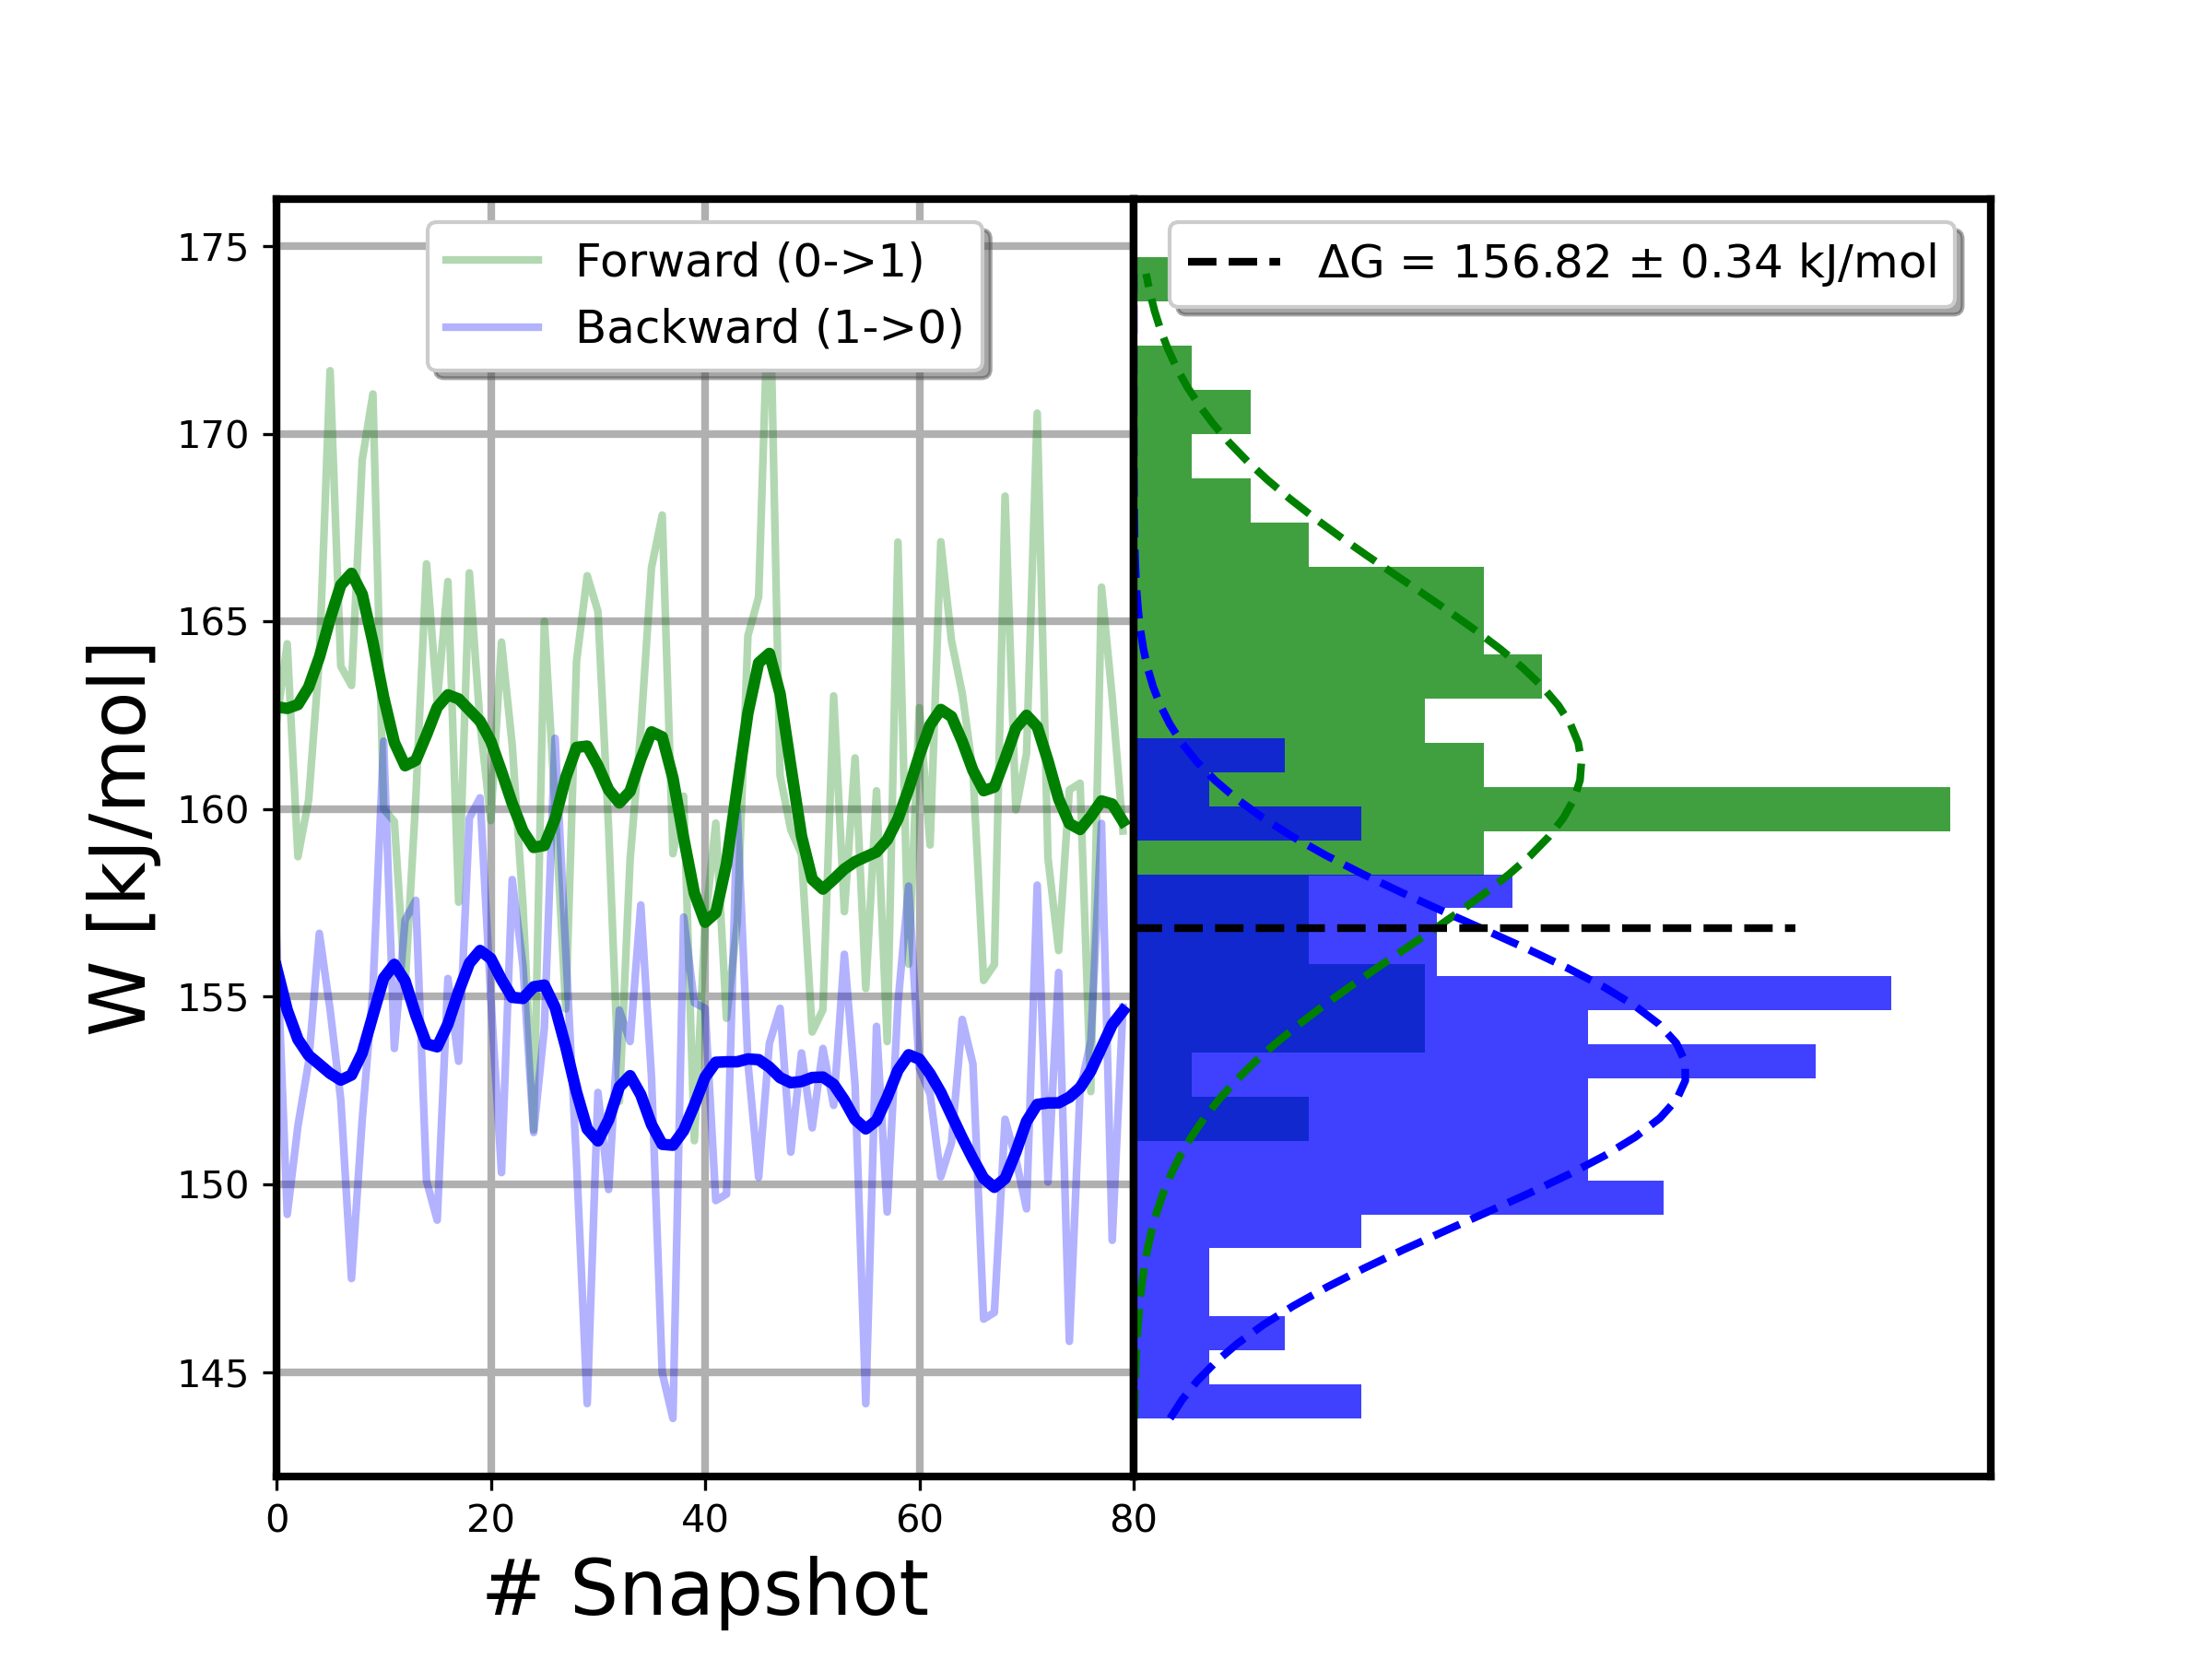 175
170
165
160
155
150
145
W [kJ/mol]
Forward (0->1)
Backward (1->0)
ΔG = 156.82 ± 0.34 kJ/mol
0 20 40 60 80
# Snapshot